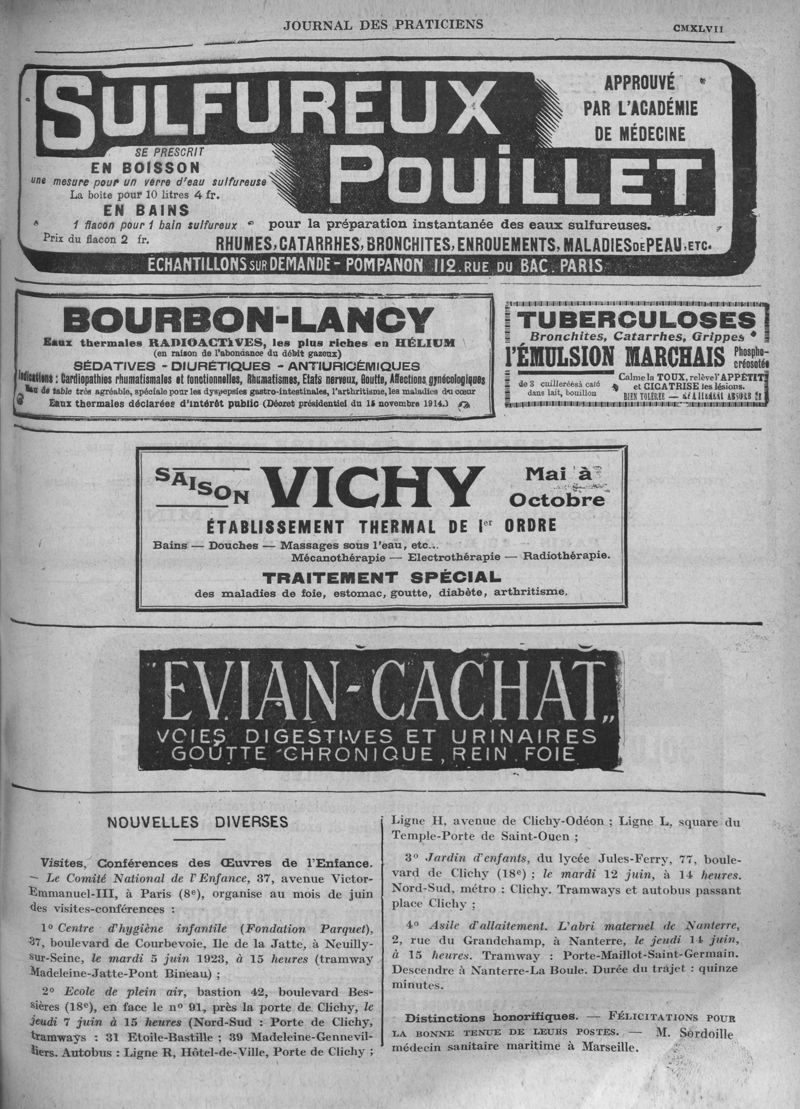 JOURNAL DES PRATICIENS
CMXLVII
SULFUREUX
POUILLET
APPROUVÉ
PAR L'ACADÉMIE
DE MÉDECINE
SE PRESCRIT
EN BOISSON
une mesure pour un verre d'eau sulfureuse
La boite pour 10 litres 4 fr.
EN BAINS
1 flacon pour 1 bain sulfureux
Prix du flacon 2 fr.
pour la préparation instantanée des eaux sulfureuses.
RHUMES, CATARRHES, BRONCHITES, ENROUEMENTS, MALADIES DE PEAU, ETC.
ÉCHANTILLONS SUR DEMANDE - POMPANON 112. RUE DU BAC. PARIS
BOURBON-LANCY
Eaux thermales RADIOACTIVES, les plus riches en HÉLIUM
(en raison de l'abondance du débit gazeux)
SÉDATIVES - DIURÉTIQUES - ANTIURICÉMIQUES
Indications : Cardiopathies rhumatismales et fonctionnelles, Rhumatismes, Etats nerveux, Goutte, Affections gynécologiques
Eau de table très agréable, spéciale pour les dyspepsies gastro-intestinales, l'arthritisme, les maladies du cœur
Eaux thermales déclarées d'intérêt public (Décret présidentiel du 15 novembre 1914.)
TUBERCULOSES
Bronchites, Catarrhes, Grippes
l'ÉMULSION MARCHAIS Phospho-
créosotée
de 3 cuillerées à café
dans lait, bouillon
Calme la TOUX, relève l'APPÉTIT
et CICATRISE les lésions.
BIEN TOLÉRÉE —
SAISON VICHY Mai à
Octobre
ÉTABLISSEMENT THERMAL DE 1er ORDRE
Bains — Douches — Massages sous l'eau, etc...
Mécanothérapie — Electrothérapie — Radiothérapie.
TRAITEMENT SPÉCIAL
des maladies de foie, estomac, goutte, diabète, arthritisme.
"EVIAN-CACHAT"
VOIES DIGESTIVES ET URINAIRES
GOUTTE CHRONIQUE, REIN FOIE
NOUVELLES DIVERSES
Visites, Conférences des Œuvres de l'Enfance.
— Le Comité National de l'Enfance, 37, avenue Victor-
Emmanuel-III, à Paris (8e), organise au mois de juin
des visites-conférences :
1o Centre d'hygiène infantile (Fondation Parquet),
37, boulevard de Courbevoie, Ile de la Jatte, à Neuilly-
sur-Seine, le mardi 5 juin 1923, à 15 heures (tramway
Madeleine-Jatte-Pont Bineau) ;
2o Ecole de plein air, bastion 42, boulevard Bes-
sières (18e), en face le no 91, près la porte de Clichy, le
jeudi 7 juin à 15 heures (Nord-Sud : Porte de Clichy,
tramways : 31 Etoile-Bastille ; 39 Madeleine-Gennevil-
liers. Autobus : Ligne R, Hôtel-de-Ville, Porte de Clichy ;
Ligne H, avenue de Clichy-Odéon ; Ligne L, square du
Temple-Porte de Saint-Ouen ;
3o Jardin d'enfants, du lycée Jules-Ferry, 77, boule-
vard de Clichy (18e) ; le mardi 12 juin, à 14 heures.
Nord-Sud, métro : Clichy. Tramways et autobus passant
place Clichy ;
4o Asile d'allaitement. L'abri maternel de Nanterre,
2, rue du Grandchamp, à Nanterre, le jeudi 14 juin,
à 15 heures. Tramway : Porte-Maillot-Saint-Germain.
Descendre à Nanterre-La Boule. Durée du trajet : quinze
minutes.
Distinctions honorifiques. — FÉLICITATIONS POUR
LA BONNE TENUE DE LEURS POSTES. — M. Sordoille
médecin sanitaire maritime à Marseille.